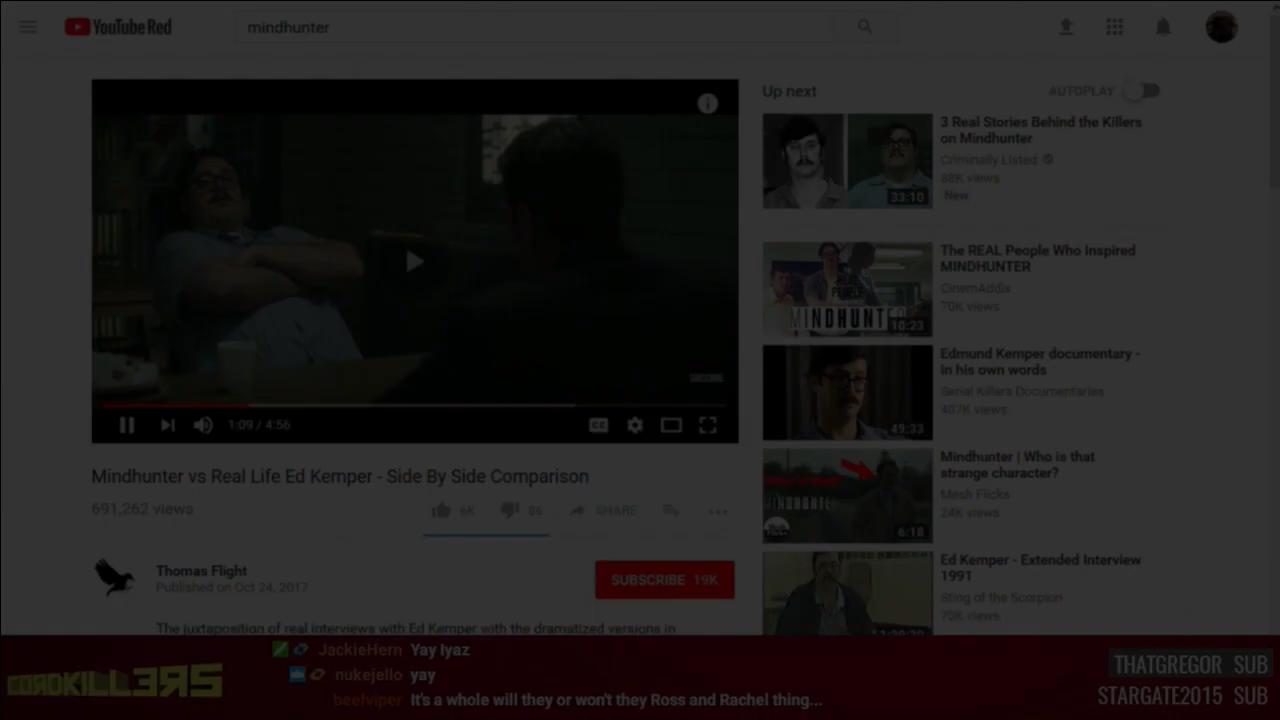 YouTube Red
mindhunter
Up next
AUTOPLAY
3 Real Stories Behind the Killers
on Mindhunter
Criminally Listed
88K views
New
33:10
The REAL People Who Inspired
MINDHUNTER
CinemAddix
70K views
PEOPLE
MINDHUNTER
10:23
Edmund Kemper documentary -
in his own words
Serial Killers Documentaries
407K views
49:33
Mindhunter | Who is that
strange character?
Mesh Flicks
24K views
6:18
Ed Kemper - Extended Interview
1991
Sting of the Scorpion
70K views
1:09 / 4:56
CC
Mindhunter vs Real Life Ed Kemper - Side By Side Comparison
691,262 views
6K
86
SHARE
Thomas Flight
Published on Oct 24, 2017
SUBSCRIBE 19K
The juxtaposition of real interviews with Ed Kemper with the dramatized versions in
CORDKILLERS
JackieHern Yay Iyaz
nukejello yay
beefviper It's a whole will they or won't they Ross and Rachel thing...
THATGREGOR SUB
STARGATE2015 SUB